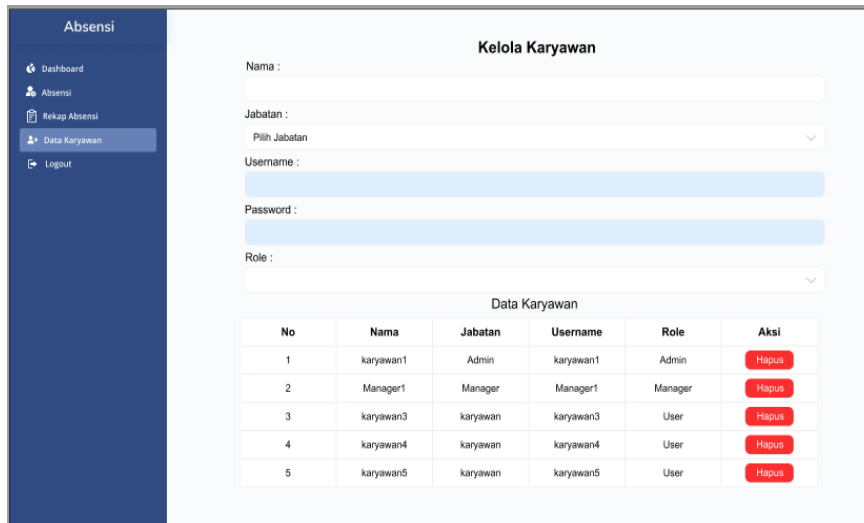 Absensi
Dashboard
Absensi
Rekap Absensi
Data Karyawan
Logout
Kelola Karyawan
Nama :
Jabatan :
Pilih Jabatan
Username :
Password :
Role :
Data Karyawan
No Nama Jabatan Username Role Aksi
1 karyawan1 Admin karyawan1 Admin Hapus
2 Manager1 Manager Manager1 Manager Hapus
3 karyawan3 karyawan karyawan3 User Hapus
4 karyawan4 karyawan karyawan4 User Hapus
5 karyawan5 karyawan karyawan5 User Hapus